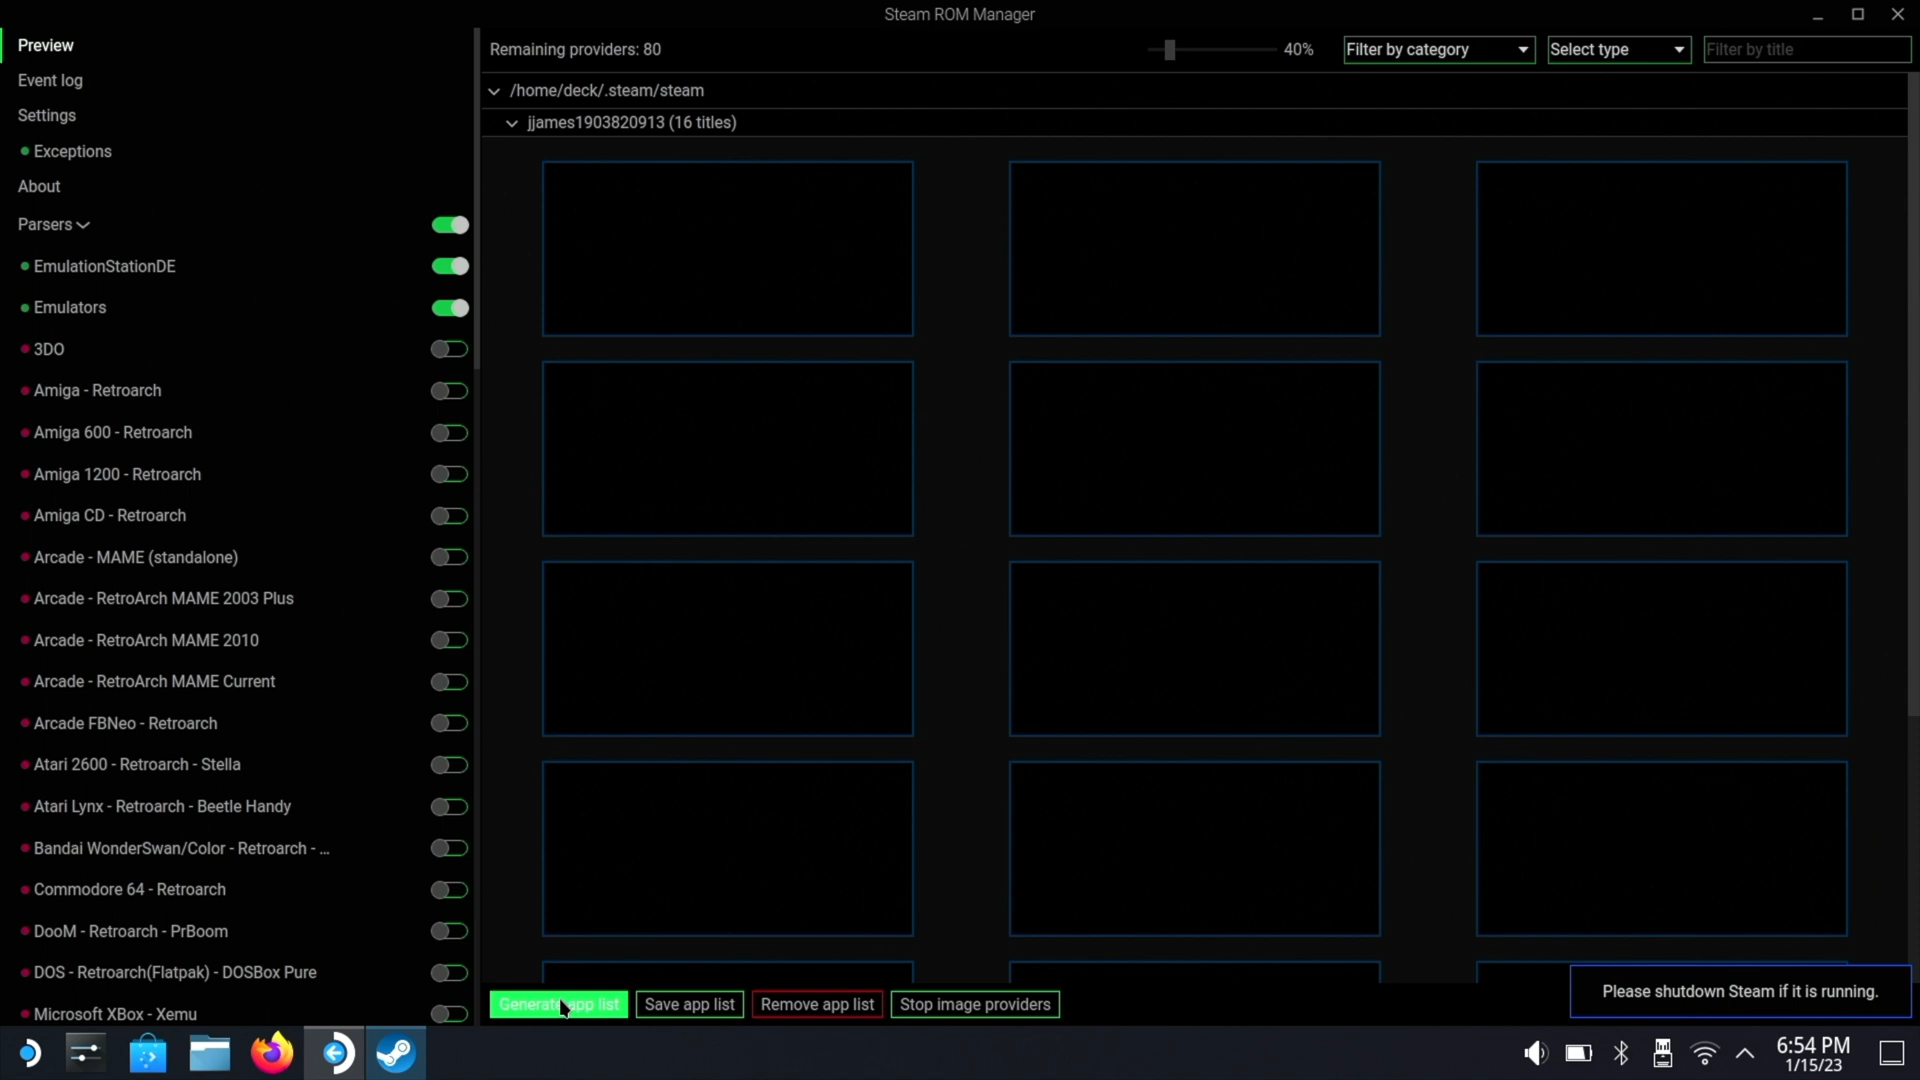 Steam ROM Manager
Preview
Event log
Settings
Exceptions
About
Parsers
EmulationStationDE
Emulators
3DO
Amiga - Retroarch
Amiga 600 - Retroarch
Amiga 1200 - Retroarch
Amiga CD - Retroarch
Arcade - MAME (standalone)
Arcade - RetroArch MAME 2003 Plus
Arcade - RetroArch MAME 2010
Arcade - RetroArch MAME Current
Arcade FBNeo - Retroarch
Atari 2600 - Retroarch - Stella
Atari Lynx - Retroarch - Beetle Handy
Bandai WonderSwan/Color - Retroarch - ...
Commodore 64 - Retroarch
DooM - Retroarch - PrBoom
DOS - Retroarch(Flatpak) - DOSBox Pure
Microsoft XBox - Xemu
Remaining providers: 80
40%
Filter by category
Select type
Filter by title
/home/deck/.steam/steam
jjames1903820913 (16 titles)
Generate app list
Save app list
Remove app list
Stop image providers
Please shutdown Steam if it is running.
6:54 PM
1/15/23